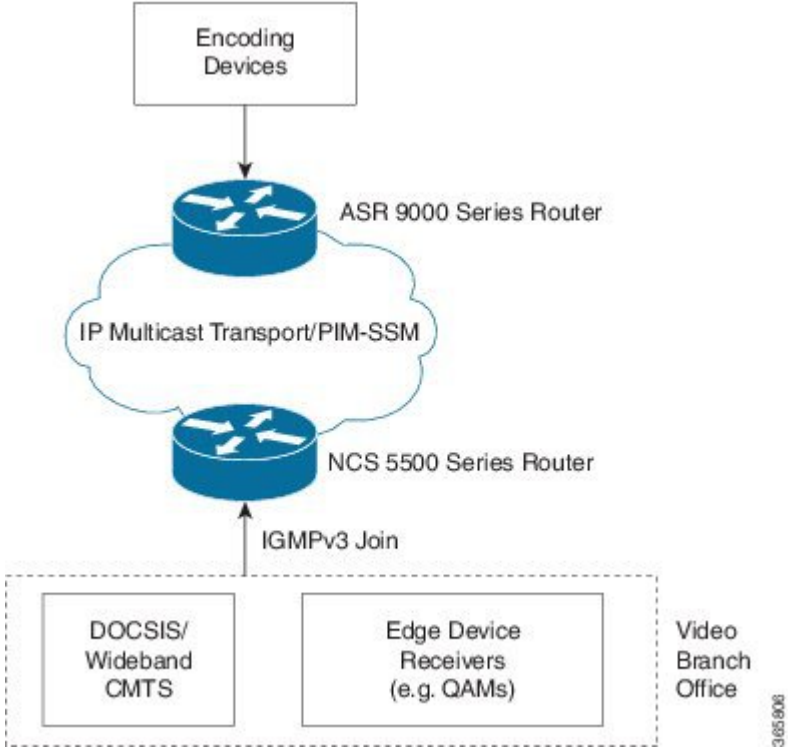 Encoding
Devices
ASR 9000 Series Router
IP Multicast Transport/PIM-SSM
NCS 5500 Series Router
IGMPv3 Join
DOCSIS/
Wideband
CMTS
Edge Device
Receivers
(e.g. QAMs)
Video
Branch
Office
365806